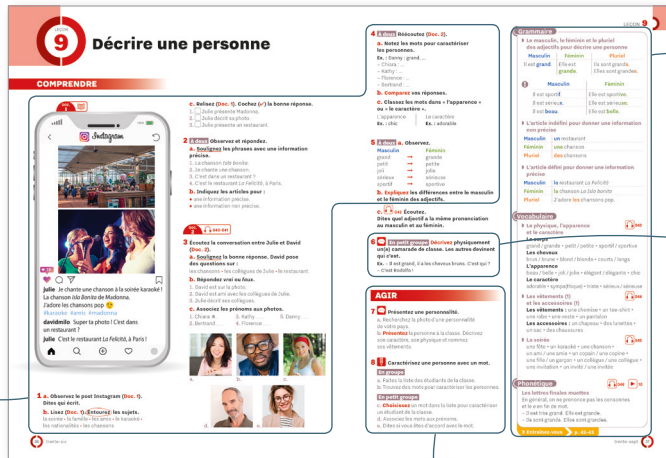 LEÇON
9
Décrire une personne
COMPRENDRE
DOC.
1
Instagram
julie Je chante une chanson à la soirée karaoké !
La chanson Isla Bonita de Madonna.
J'adore les chansons pop
#karaoke #amis #madonna
davidmilo Super ta photo ! C'est dans
un restaurant ?
julie C'est le restaurant La Felicità, à Paris !
1 a. Observez le post Instagram (Doc. 1).
Dites qui écrit.
b. Lisez (Doc. 1). Entourez les sujets.
la soirée • la famille • les amis • le karaoké •
les nationalités • les chansons
trente-six
c. Relisez (Doc. 1). Cochez (✓) la bonne réponse.
1. Julie présente Madonna.
2. Julie décrit sa photo
3. Julie présente un restaurant.
2 À deux Observez et répondez.
a. Soulignez les phrases avec une information
précise.
1. La chanson Isla Bonita.
2. Je chante une chanson.
3. C'est dans un restaurant ?
4. C'est le restaurant La Felicità, à Paris.
b. Indiquez les articles pour :
• une information précise.
• une information non précise.
DOC.
2
040-041
3 Écoutez la conversation entre Julie et David
(Doc. 2).
a. Soulignez la bonne réponse. David pose
des questions sur :
les chansons • les collègues de Julie • le restaurant.
b. Répondez vrai ou faux.
1. David est sur la photo.
2. David est ami avec les collègues de Julie.
3. Julie décrit ses collègues.
c. Associez les prénoms aux photos.
1. Chiara
3. Kathy
5. Danny
2. Bertrand
4. Florence
a.
b.
c.
d.
e.
4 À deux Réécoutez (Doc. 2).
a. Notez les mots pour caractériser
les personnes.
Ex. : Danny : grand, ...
- Chiara : ...
- Kathy : ...
- Florence : ...
- Bertrand : ...
b. Comparez vos réponses.
c. Classez les mots dans « l'apparence »
ou « le caractère ».
L'apparence Le caractère
Ex. : chic Ex. : adorable
5 À deux a. Observez.
Masculin Féminin
grand → grande
petit → petite
joli → jolie
sérieux → sérieuse
sportif → sportive
b. Expliquez les différences entre le masculin
et le féminin des adjectifs.
c. 042 Écoutez.
Dites quel adjectif a la même prononciation
au masculin et au féminin.
6 En petit groupe Décrivez physiquement
un(e) camarade de classe. Les autres devinent
qui c'est.
Ex. – Il est grand, il a les cheveux bruns. C'est qui ?
– C'est Rodolfo !
AGIR
7 Présentez une personnalité.
a. Recherchez la photo d'une personnalité
de votre pays.
b. Présentez la personne à la classe. Décrivez
son caractère, son physique et nommez
ses vêtements.
8 Caractérisez une personne avec un mot.
En groupe
a. Faites la liste des étudiants de la classe.
b. Trouvez des mots pour caractériser les personnes.
En petit groupe
c. Choisissez un mot dans la liste pour caractériser
un étudiant de la classe.
d. Associez les mots aux prénoms.
e. Dites si vous êtes d'accord avec le mot.
LEÇON 9
Grammaire
Le masculin, le féminin et le pluriel
des adjectifs pour décrire une personne
Masculin Féminin Pluriel
Il est grand. Elle est grande. Ils sont grands.
Elles sont grandes.
Masculin Féminin
Il est sportif. Elle est sportive.
Il est sérieux. Elle est sérieuse.
Il est beau. Elle est belle.
L'article indéfini pour donner une information
non précise
Masculin un restaurant
Féminin une chanson
Pluriel des chansons
L'article défini pour donner une information
précise
Masculin le restaurant La Felicità
Féminin la chanson Isla Bonita
Pluriel J'adore les chansons pop.
Vocabulaire
Le physique, l'apparence
et le caractère
Le corps
grand / grande • petit / petite • sportif / sportive
Les cheveux
brun / brune • blond / blonde • courts / longs
L'apparence
beau / belle • joli / jolie • élégant / élégante • chic
Le caractère
adorable • sympathique • triste • sérieux / sérieuse
Les vêtements (1)
et les accessoires (1)
Les vêtements : une chemise • un tee-shirt •
une robe • une veste • un pantalon
Les accessoires : un chapeau • des lunettes •
un sac • des chaussures
La soirée
une fête • un karaoké • une chanson •
un ami / une amie • un copain / une copine •
une fille / un garçon • un collègue / une collègue •
une invitation • un invité / une invitée
Phonétique
Les lettres finales muettes
En général, on ne prononce pas les consonnes
et le e en fin de mot.
– Il est très grand. Elle est grande.
– Ils sont grands. Elles sont grandes.
Entraînez-vous p. 42-43
trente-sept